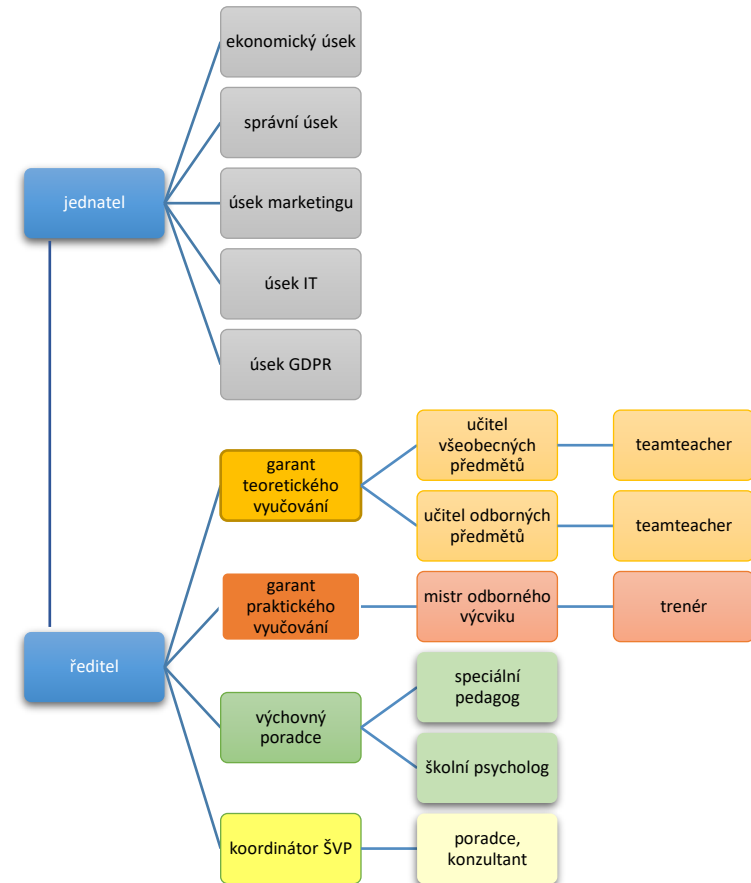 ekonomický úsek
správní úsek
jednatel
úsek marketingu
úsek IT
úsek GDPR
učitel
všeobecných
předmětů
teamteacher
garant
teoretického
vyučování
učitel odborných
předmětů
teamteacher
garant
praktického
vyučování
mistr odborného
výcviku
trenér
ředitel
speciální
pedagog
výchovný
poradce
školní psycholog
koordinátor ŠVP
poradce,
konzultant